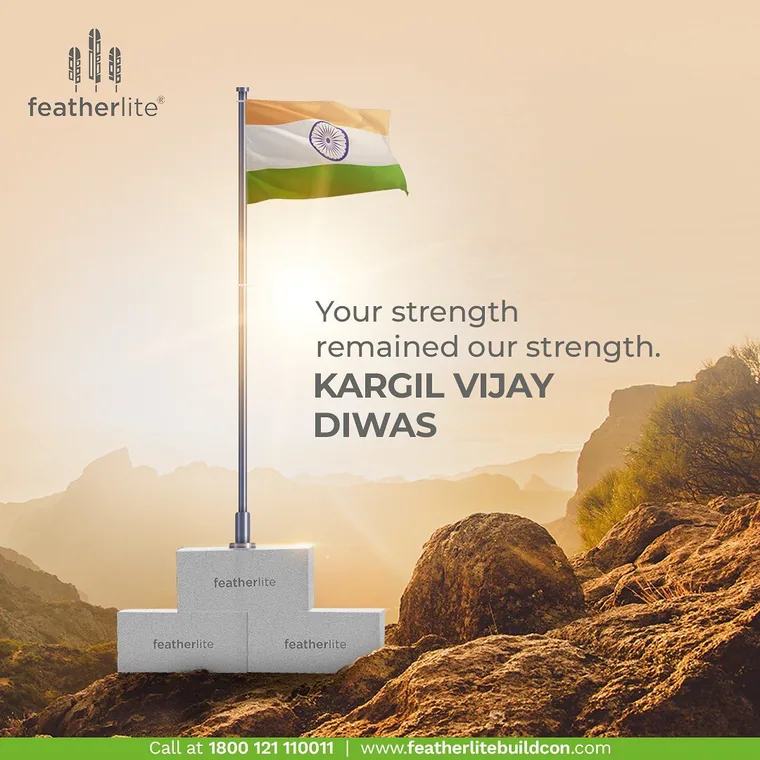 featherlite®
Your strength
remained our strength.
KARGIL VIJAY
DIWAS
featherlite
featherlite featherlite
Call at 1800 121 110011 | www.featherlitebuildcon.com